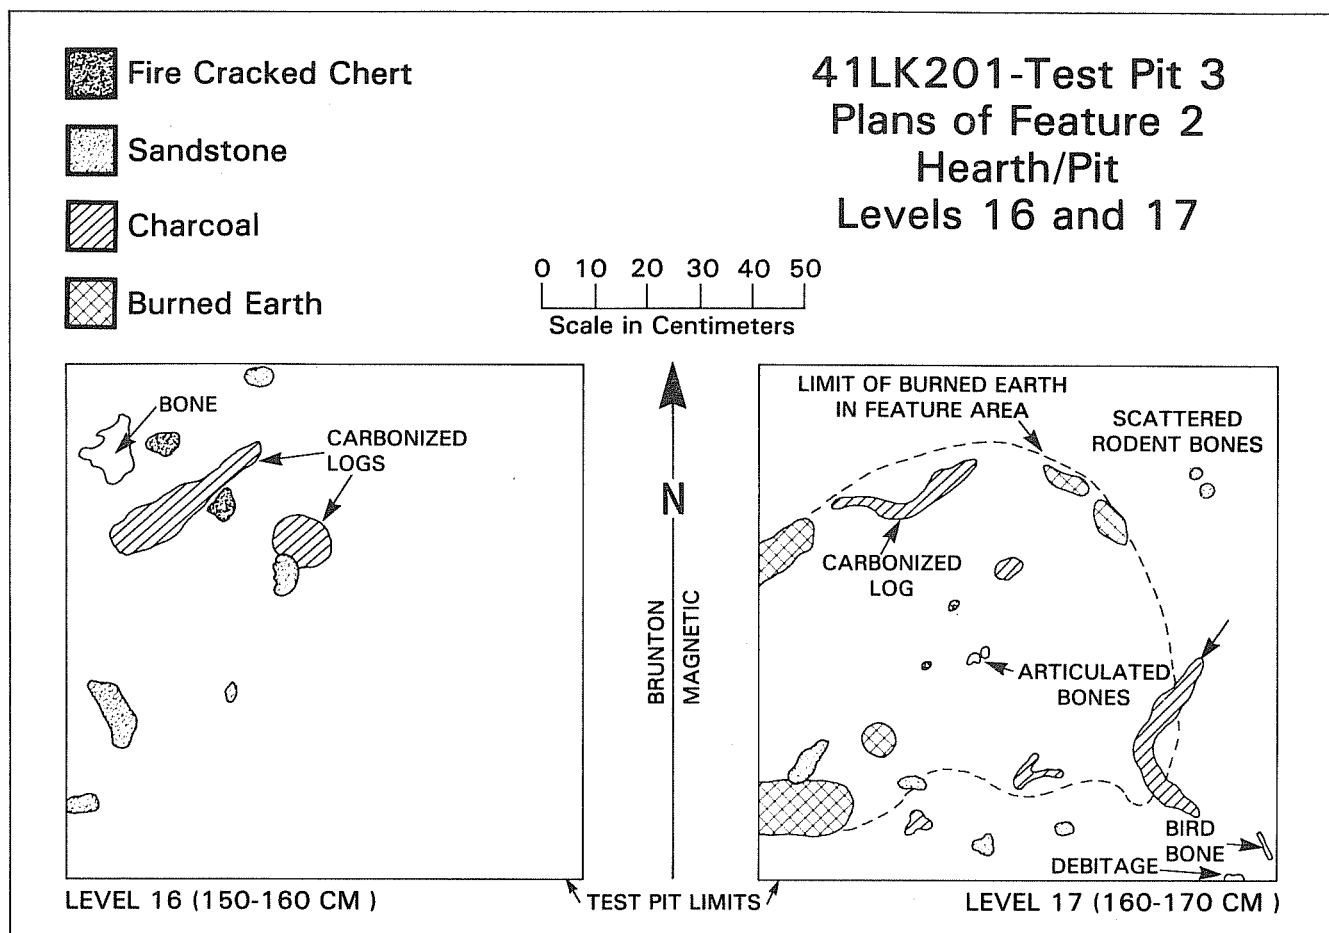 Fire Cracked Chert
Sandstone
Charcoal
Burned Earth
41LK201-Test Pit 3
Plans of Feature 2
Hearth/Pit
Levels 16 and 17
0 10 20 30 40 50
Scale in Centimeters
BONE
CARBONIZED
LOGS
LEVEL 16 (150-160 CM )
N
BRUNTON
MAGNETIC
TEST PIT LIMITS
LIMIT OF BURNED EARTH
IN FEATURE AREA
SCATTERED
RODENT BONES
CARBONIZED
LOG
ARTICULATED
BONES
BIRD
BONE
DEBITAGE
LEVEL 17 (160-170 CM )